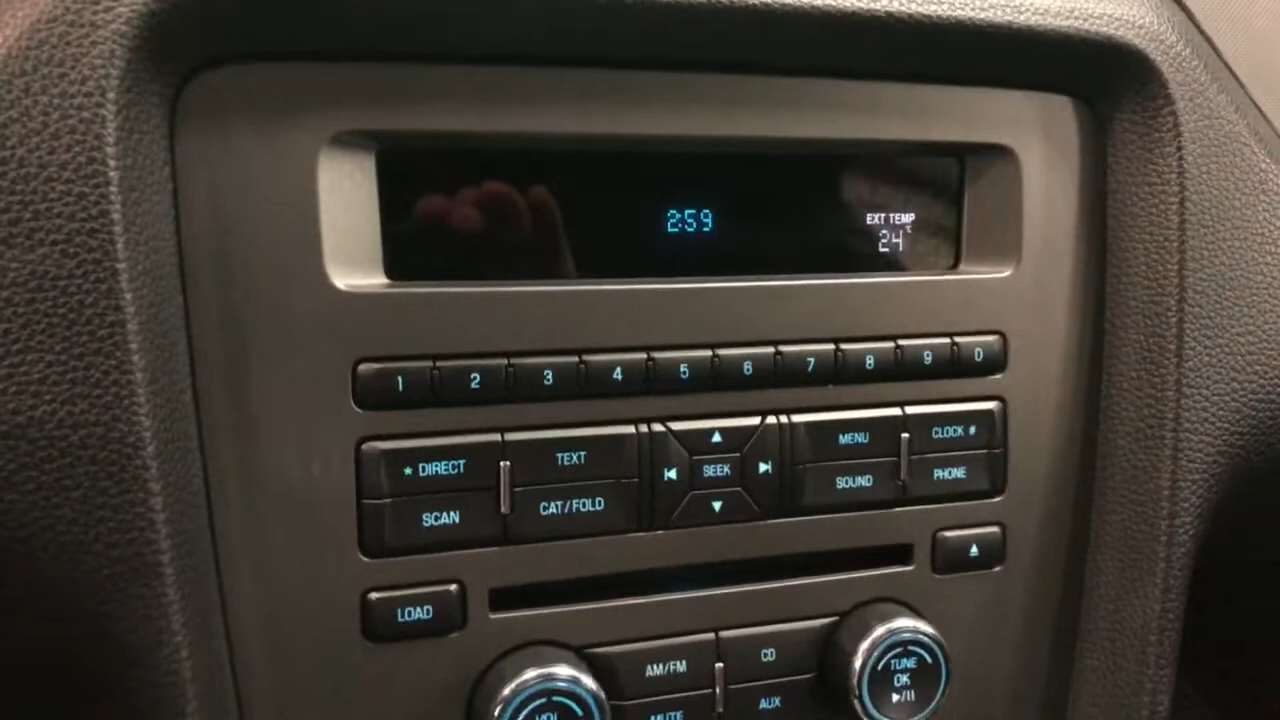 2:59
EXT TEMP
24°C
1 2 3 4 5 6 7 8 9 0
* DIRECT TEXT MENU CLOCK #
SEEK
SCAN CAT/FOLD SOUND PHONE
LOAD
AM/FM CD
MUTE AUX
VOL
TUNE
OK